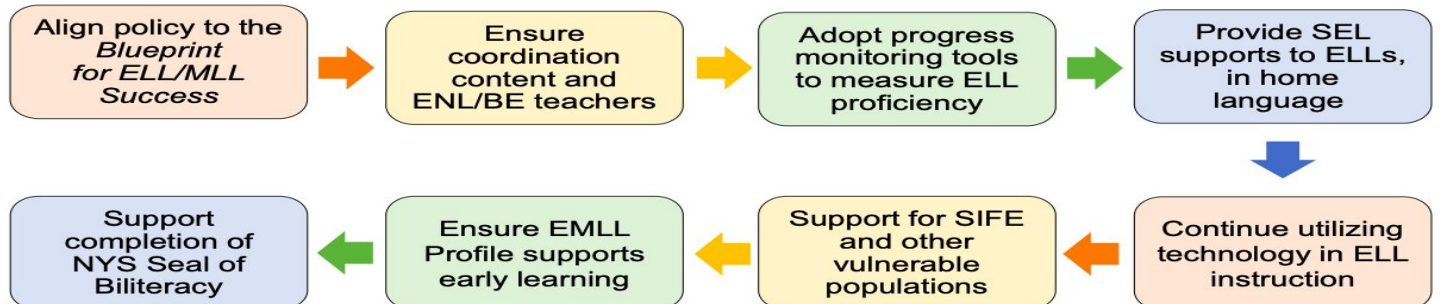 Align policy to the
Blueprint
for ELL/MLL
Success
Ensure
coordination
content and
ENL/BE teachers
Adopt progress
monitoring tools
to measure ELL
proficiency
Provide SEL
supports to ELLs,
in home
language
Continue utilizing
technology in ELL
instruction
Support for SIFE
and other
vulnerable
populations
Ensure EMLL
Profile supports
early learning
Support
completion of
NYS Seal of
Biliteracy